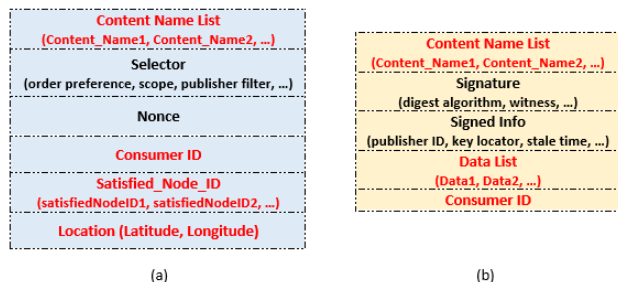 Content Name List
(Content_Name1, Content_Name2, ...)
Selector
(order preference, scope, publisher filter, ...)
Nonce
Consumer ID
Satisfied_Node_ID
(satisfiedNodeID1, satisfiedNodeID2, ...)
Location (Latitude, Longitude)
(a)
Content Name List
(Content_Name1, Content_Name2, ...)
Signature
(digest algorithm, witness, ...)
Signed Info
(publisher ID, key locator, stale time, ...)
Data List
(Data1, Data2, ...)
Consumer ID
(b)